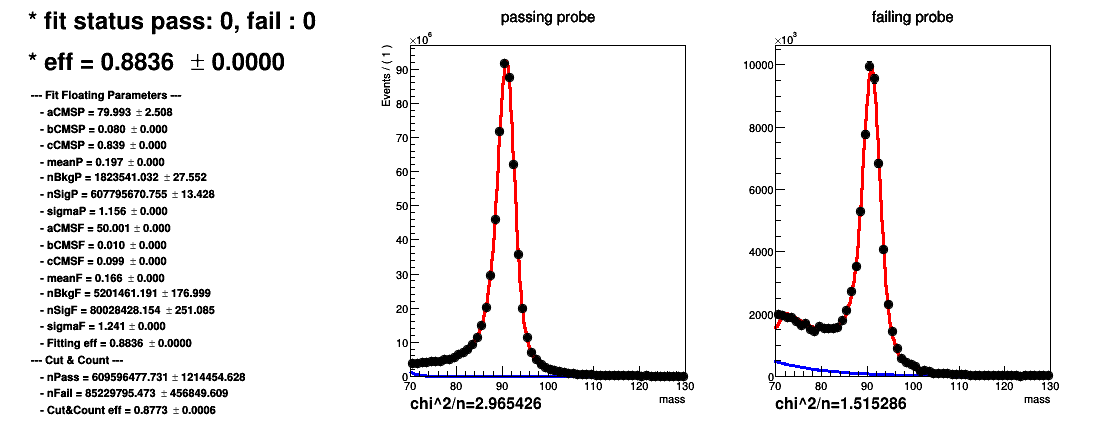 * fit status pass: 0, fail : 0
* eff = 0.8836 ± 0.0000
--- Fit Floating Parameters ---
- aCMSP = 79.993 ± 2.508
- bCMSP = 0.080 ± 0.000
- cCMSP = 0.839 ± 0.000
- meanP = 0.197 ± 0.000
- nBkgP = 1823541.032 ± 27.552
- nSigP = 607795670.755 ± 13.428
- sigmaP = 1.156 ± 0.000
- aCMSF = 50.001 ± 0.000
- bCMSF = 0.010 ± 0.000
- cCMSF = 0.099 ± 0.000
- meanF = 0.166 ± 0.000
- nBkgF = 5201461.191 ± 176.999
- nSigF = 80028428.154 ± 251.085
- sigmaF = 1.241 ± 0.000
- Fitting eff = 0.8836 ± 0.0000
--- Cut & Count ---
- nPass = 609596477.731 ± 1214454.628
- nFail = 85229795.473 ± 456849.609
- Cut&Count eff = 0.8773 ± 0.0006
passing probe
×10^6
Events / ( 1 )
90
80
70
60
50
40
30
20
10
0
70 80 90 100 110 120 130
mass
chi^2/n=2.965426
failing probe
×10^3
10000
8000
6000
4000
2000
0
70 80 90 100 110 120 130
mass
chi^2/n=1.515286